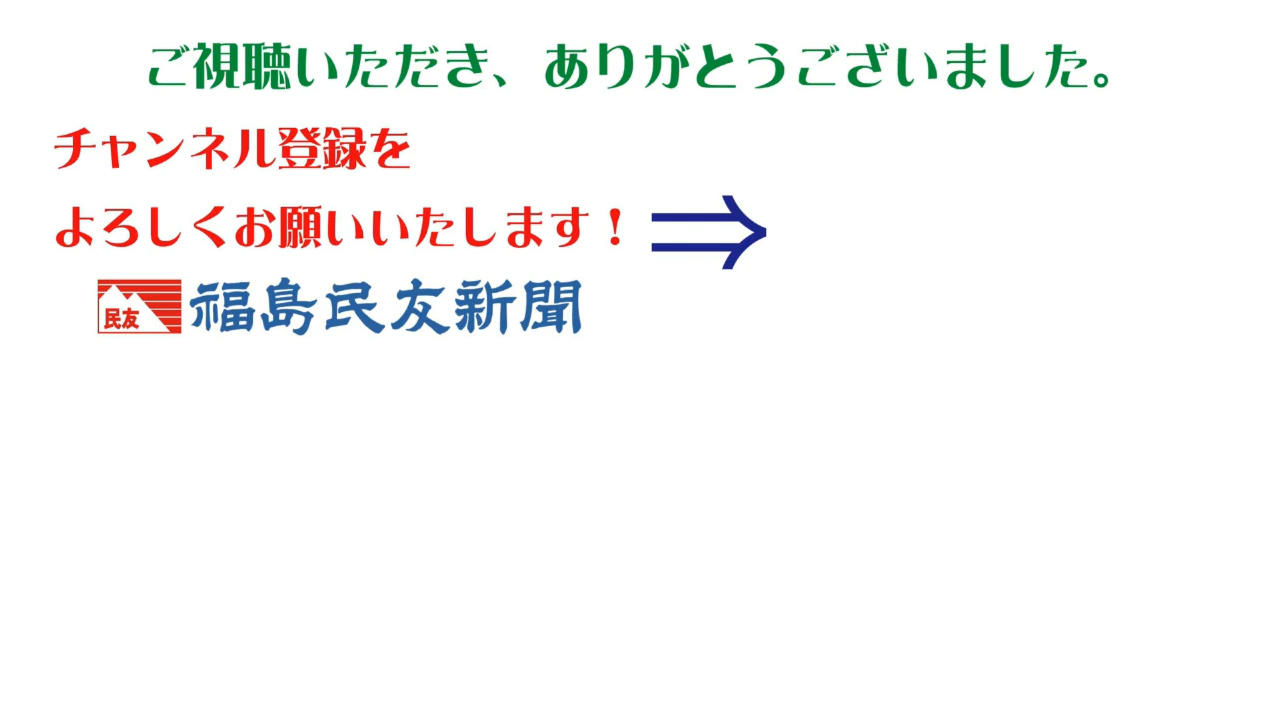 ご視聴いただき、ありがとうございました。
チャンネル登録を
よろしくお願いいたします！⇒
民友 福島民友新聞